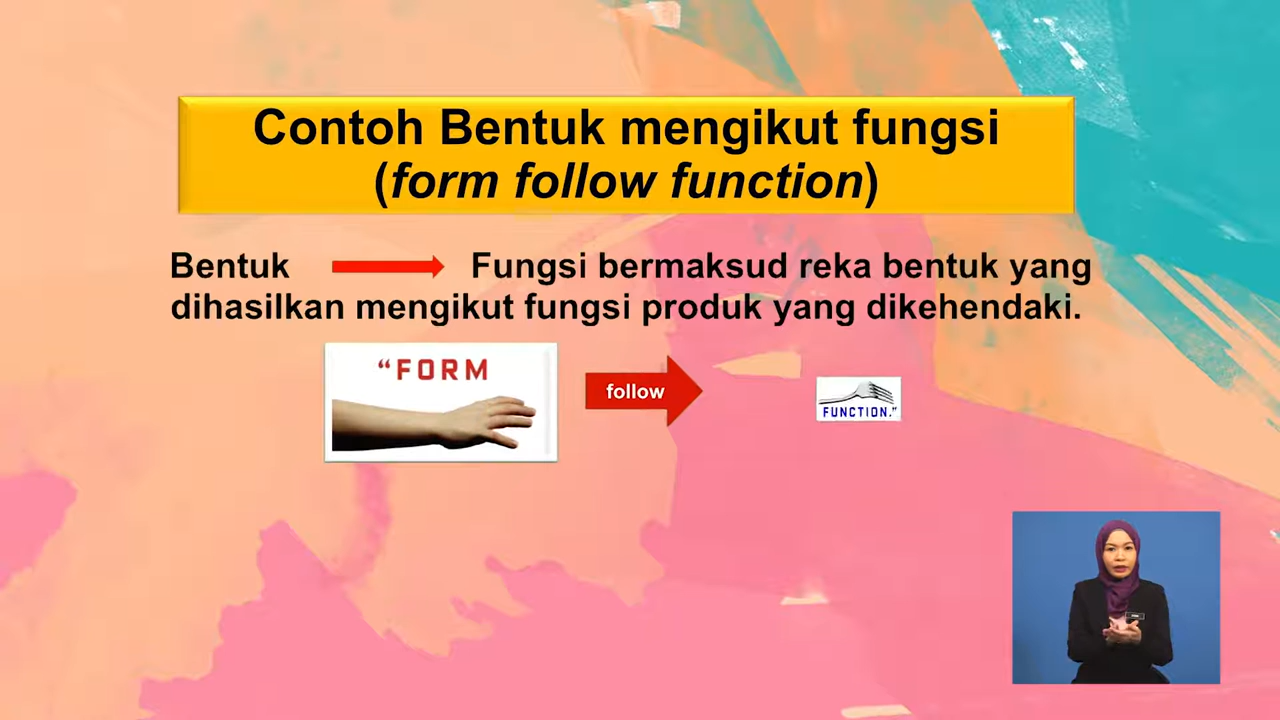 Contoh Bentuk mengikut fungsi
(form follow function)
Bentuk Fungsi bermaksud reka bentuk yang
dihasilkan mengikut fungsi produk yang dikehendaki.
“FORM
follow
FUNCTION.”